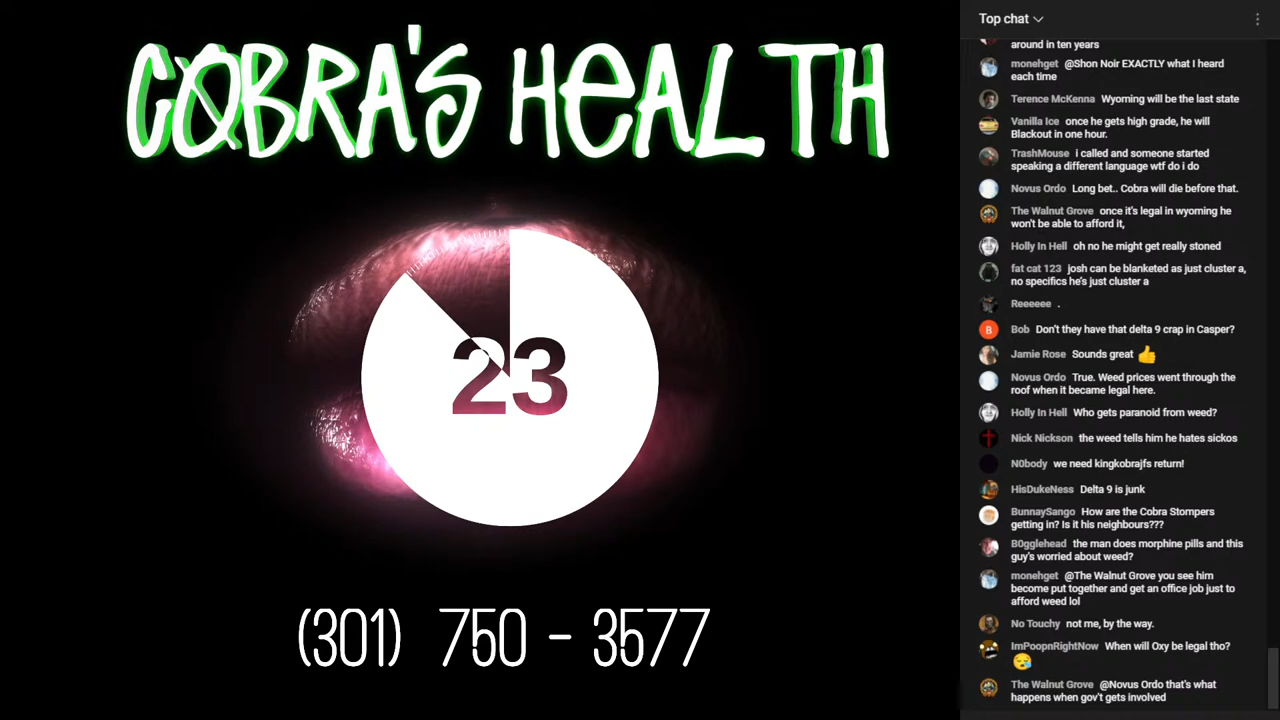 COBRA'S HEALTH
23
(301) 750 - 3577
Top chat
around in ten years
monehget @Shon Noir EXACTLY what I heard
each time
Terence McKenna Wyoming will be the last state
Vanilla Ice once he gets high grade, he will
Blackout in one hour.
TrashMouse i called and someone started
speaking a different language wtf do i do
Novus Ordo Long bet.. Cobra will die before that.
The Walnut Grove once it's legal in wyoming he
won't be able to afford it,
Holly In Hell oh no he might get really stoned
fat cat 123 josh can be blanketed as just cluster a,
no specifics he's just cluster a
Reeeeee .
B
Bob Don't they have that delta 9 crap in Casper?
Jamie Rose Sounds great 👍
Novus Ordo True. Weed prices went through the
roof when it became legal here.
Holly In Hell Who gets paranoid from weed?
Nick Nickson the weed tells him he hates sickos
N0body we need kingkobrajfs return!
HisDukeNess Delta 9 is junk
BunnaySango How are the Cobra Stompers
getting in? Is it his neighbours???
B0gglehead the man does morphine pills and this
guy's worried about weed?
monehget @The Walnut Grove you see him
become put together and get an office job just to
afford weed lol
No Touchy not me, by the way.
ImPoopnRightNow When will Oxy be legal tho?
😪
The Walnut Grove @Novus Ordo that's what
happens when gov't gets involved